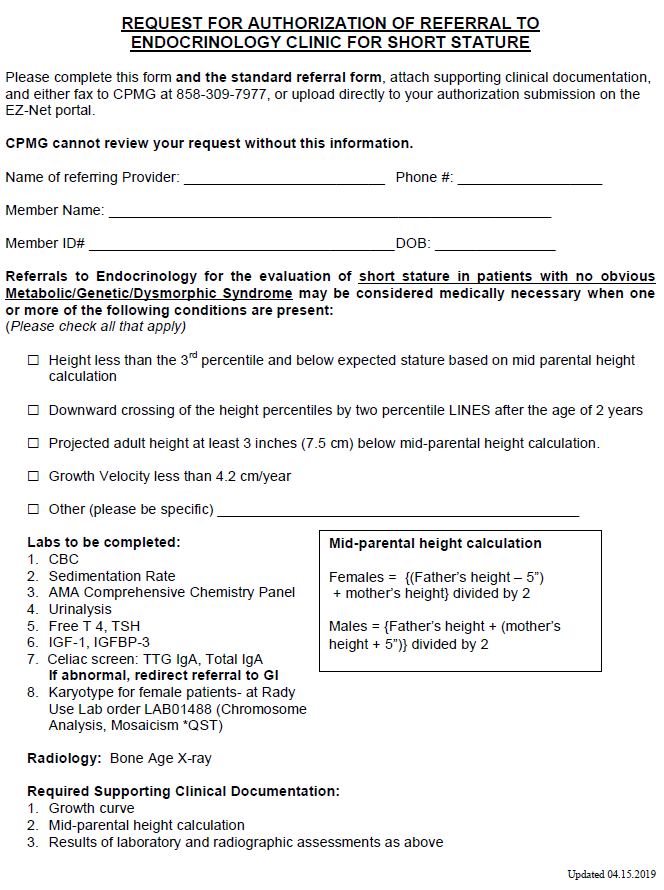 REQUEST FOR AUTHORIZATION OF REFERRAL TO
ENDOCRINOLOGY CLINIC FOR SHORT STATURE
Please complete this form and the standard referral form, attach supporting clinical documentation,
and either fax to CPMG at 858-309-7977, or upload directly to your authorization submission on the
EZ-Net portal.
CPMG cannot review your request without this information.
Name of referring Provider: _________________________ Phone #: __________________
Member Name: _______________________________________________________
Member ID# ______________________________________DOB: _______________
Referrals to Endocrinology for the evaluation of short stature in patients with no obvious
Metabolic/Genetic/Dysmorphic Syndrome may be considered medically necessary when one
or more of the following conditions are present:
(Please check all that apply)
☐ Height less than the 3rd percentile and below expected stature based on mid parental height
calculation
☐ Downward crossing of the height percentiles by two percentile LINES after the age of 2 years
☐ Projected adult height at least 3 inches (7.5 cm) below mid-parental height calculation.
☐ Growth Velocity less than 4.2 cm/year
☐ Other (please be specific) _____________________________________________
Labs to be completed:
1. CBC
2. Sedimentation Rate
3. AMA Comprehensive Chemistry Panel
4. Urinalysis
5. Free T 4, TSH
6. IGF-1, IGFBP-3
7. Celiac screen: TTG IgA, Total IgA
If abnormal, redirect referral to GI
8. Karyotype for female patients- at Rady
Use Lab order LAB01488 (Chromosome
Analysis, Mosaicism *QST)
Mid-parental height calculation
Females = {(Father’s height – 5”)
+ mother’s height} divided by 2
Males = {Father’s height + (mother’s
height + 5”)} divided by 2
Radiology: Bone Age X-ray
Required Supporting Clinical Documentation:
1. Growth curve
2. Mid-parental height calculation
3. Results of laboratory and radiographic assessments as above
Updated 04.15.2019